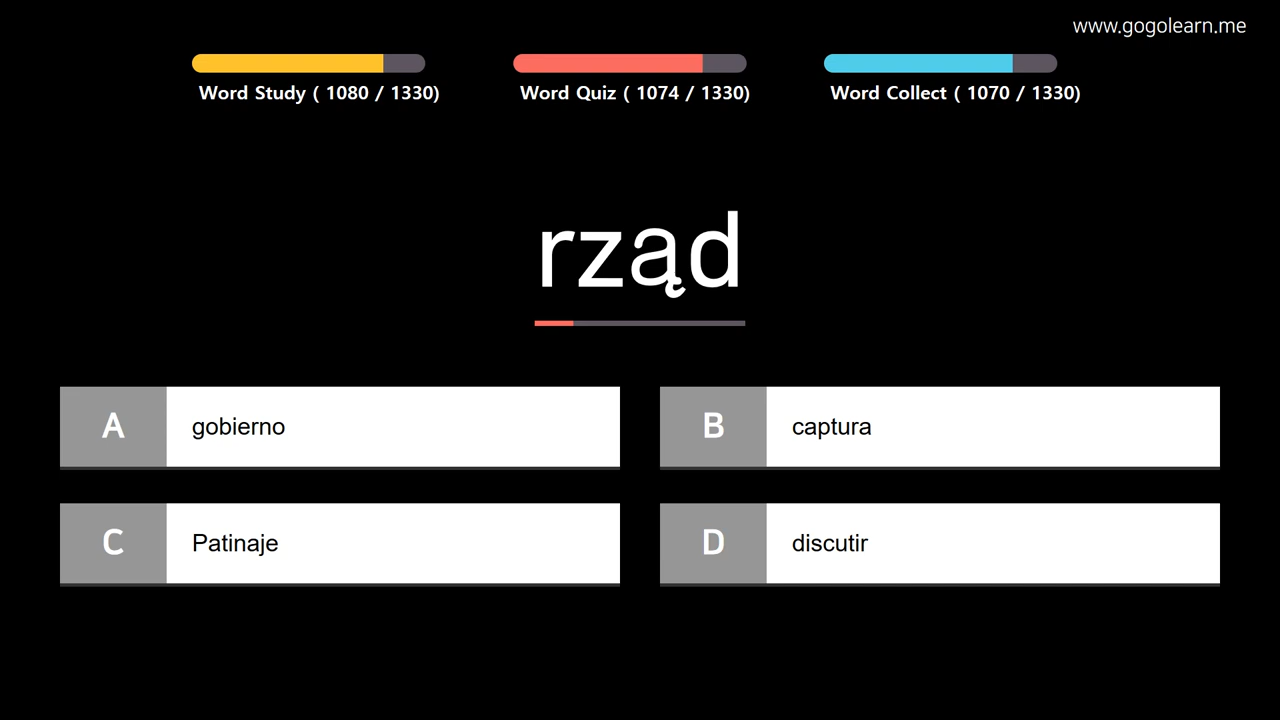 www.gogolearn.me
Word Study ( 1080 / 1330)
Word Quiz ( 1074 / 1330)
Word Collect ( 1070 / 1330)
rząd
A gobierno
B captura
C Patinaje
D discutir